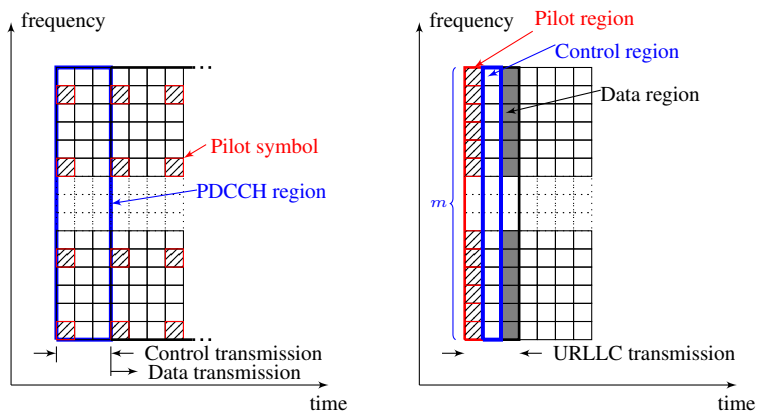 frequency
Pilot symbol
PDCCH region
Control transmission
Data transmission
time
frequency
Pilot region
Control region
Data region
m
URLLC transmission
time